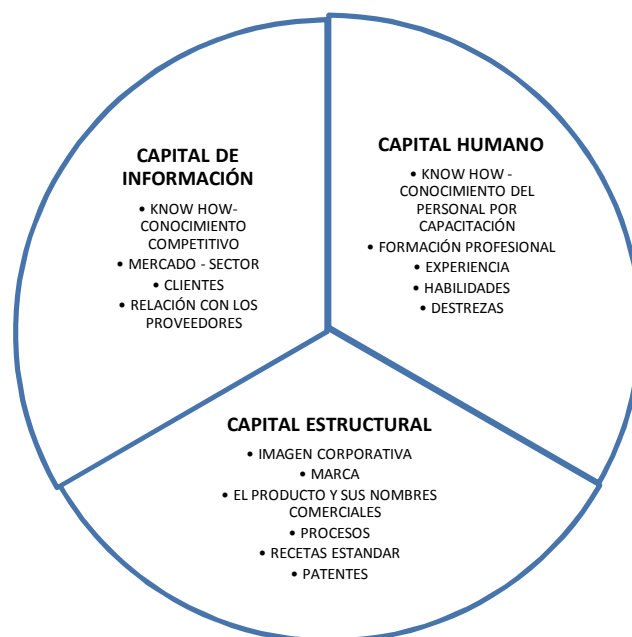 CAPITAL DE
INFORMACIÓN
• KNOW HOW-
CONOCIMIENTO
COMPETITIVO
• MERCADO - SECTOR
• CLIENTES
• RELACIÓN CON LOS
PROVEEDORES
CAPITAL HUMANO
• KNOW HOW -
CONOCIMIENTO DEL
PERSONAL POR
CAPACITACIÓN
• FORMACIÓN PROFESIONAL
• EXPERIENCIA
• HABILIDADES
• DESTREZAS
CAPITAL ESTRUCTURAL
• IMAGEN CORPORATIVA
• MARCA
• EL PRODUCTO Y SUS NOMBRES
COMERCIALES
• PROCESOS
• RECETAS ESTANDAR
• PATENTES